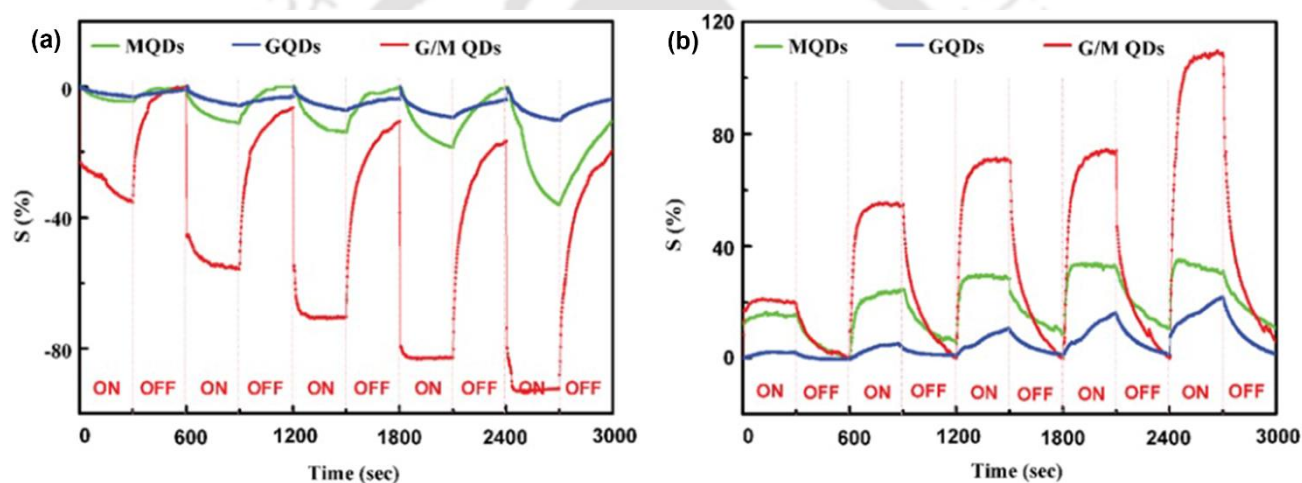 (a)
MQDs GQDs G/M QDs
0
-40
-80
S (%)
ON OFF ON OFF ON OFF ON OFF ON OFF
0 600 1200 1800 2400 3000
Time (sec)
(b)
MQDs GQDs G/M QDs
120
80
40
0
S (%)
ON OFF ON OFF ON OFF ON OFF ON OFF
0 600 1200 1800 2400 3000
Time (sec)